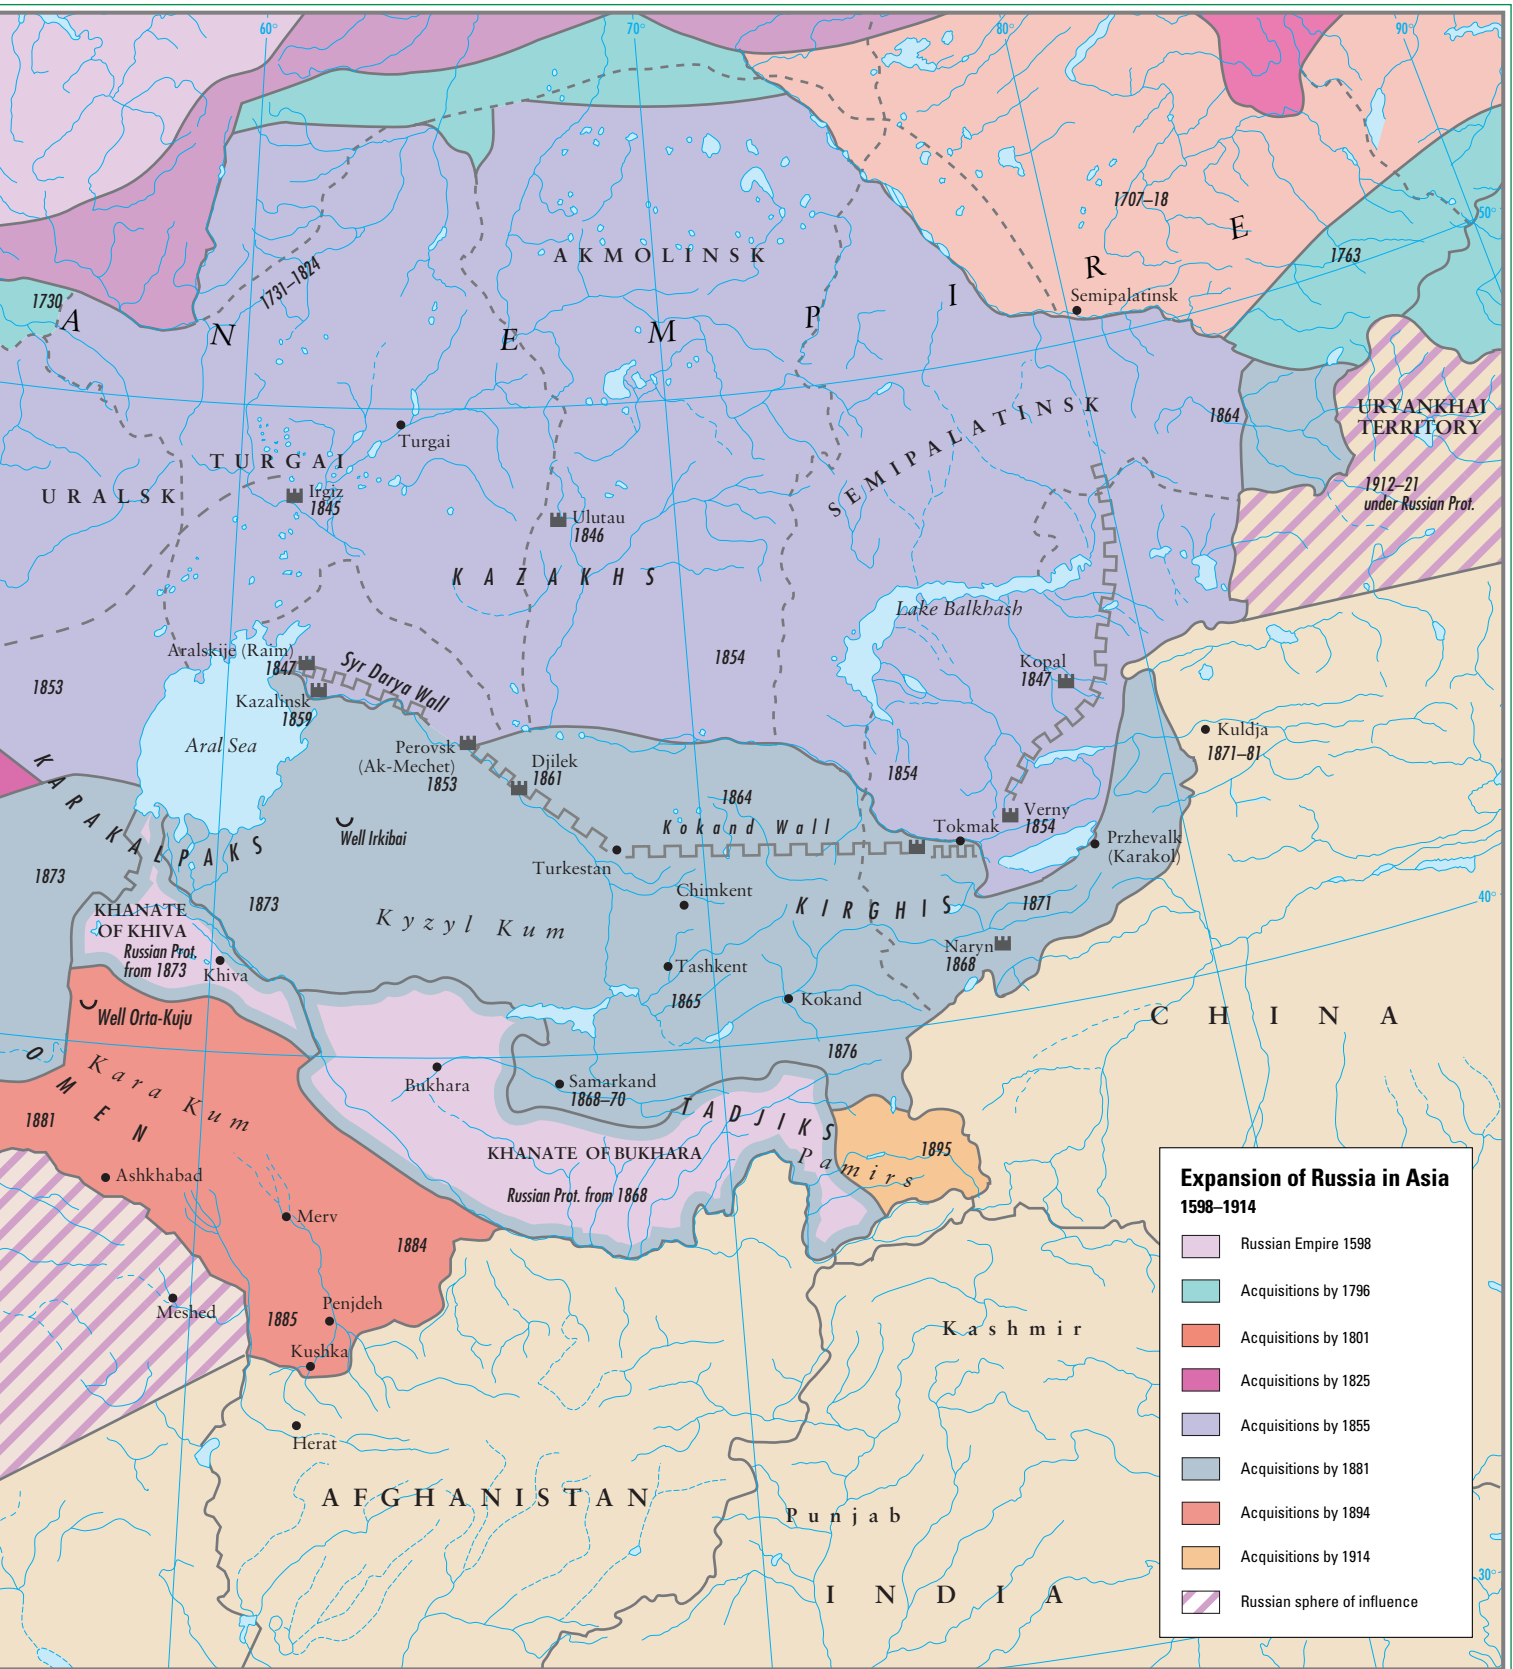 60°
70°
80°
90°
50°
40°
30°
1707–18
1763
1730
1731–1824
A N E M P I R E
AKMOLINSK
Semipalatinsk
SEMIPALATINSK
1864
URYANKHAI
TERRITORY
1912–21
under Russian Prot.
Turgai
TURGAI
URALSK
Irgiz
1845
Ulutau
1846
KAZAKHS
Lake Balkhash
Aralskije (Raim)
1847
Syr Darya Wall
1854
Kopal
1847
1853
Kazalinsk
1859
Aral Sea
Perovsk
(Ak-Mechet)
1853
Djilek
1861
1854
Kuldja
1871–81
KARAKALPAKS
Well Irkibai
1864
Kokand Wall
Tokmak
Verny
1854
Przhevalk
(Karakol)
Turkestan
1873
1873
Chimkent
KIRGHIS
1871
KHANATE
OF KHIVA
Russian Prot.
from 1873
Khiva
Kyzyl Kum
Naryn
1868
Tashkent
1865
Kokand
Well Orta-Kuju
CHINA
OMEN
Kara Kum
1876
Bukhara
Samarkand
1868–70
TADJIKS
1881
KHANATE OF BUKHARA
Pamirs
1895
Russian Prot. from 1868
Ashkhabad
Merv
1884
Meshed
Penjdeh
1885
Kushka
Kashmir
Herat
AFGHANISTAN
Punjab
INDIA
Expansion of Russia in Asia
1598–1914
Russian Empire 1598
Acquisitions by 1796
Acquisitions by 1801
Acquisitions by 1825
Acquisitions by 1855
Acquisitions by 1881
Acquisitions by 1894
Acquisitions by 1914
Russian sphere of influence